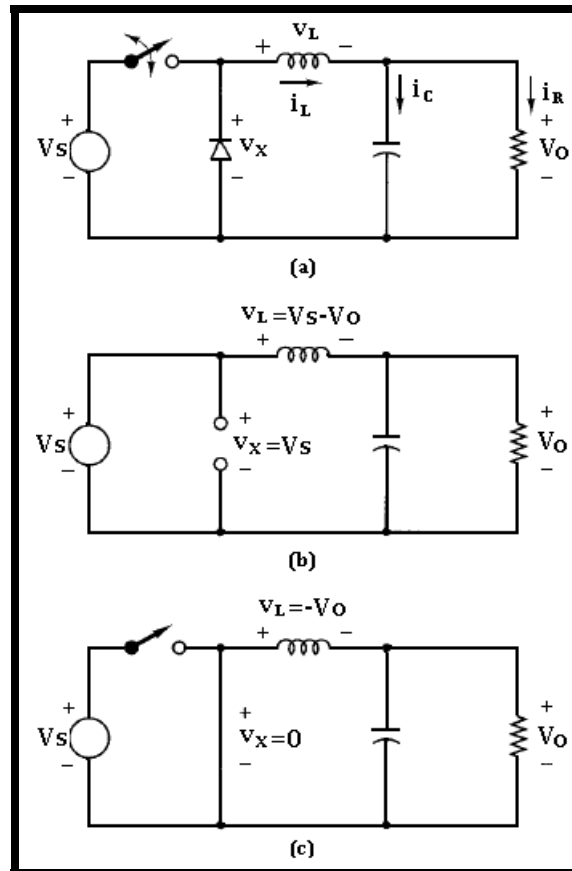 + vL −
iL
iC
iR
+
Vs
−
+
vX
−
+
VO
−
(a)
vL =Vs-VO
+ −
+
Vs
−
+
vX =Vs
−
+
VO
−
(b)
vL =-VO
+ −
+
Vs
−
+
vX=0
−
+
VO
−
(c)